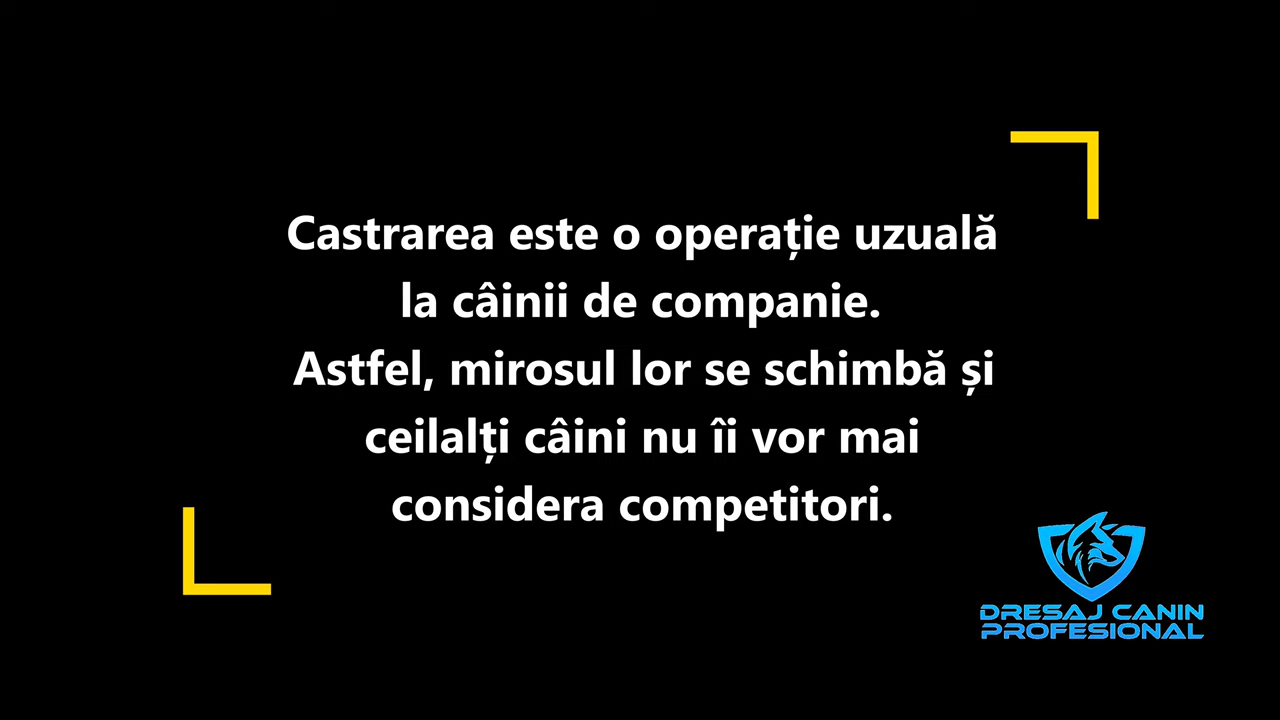 Castrarea este o operație uzuală
la câinii de companie.
Astfel, mirosul lor se schimbă și
ceilalți câini nu îi vor mai
considera competitori.
DRESAJ CANIN
PROFESIONAL